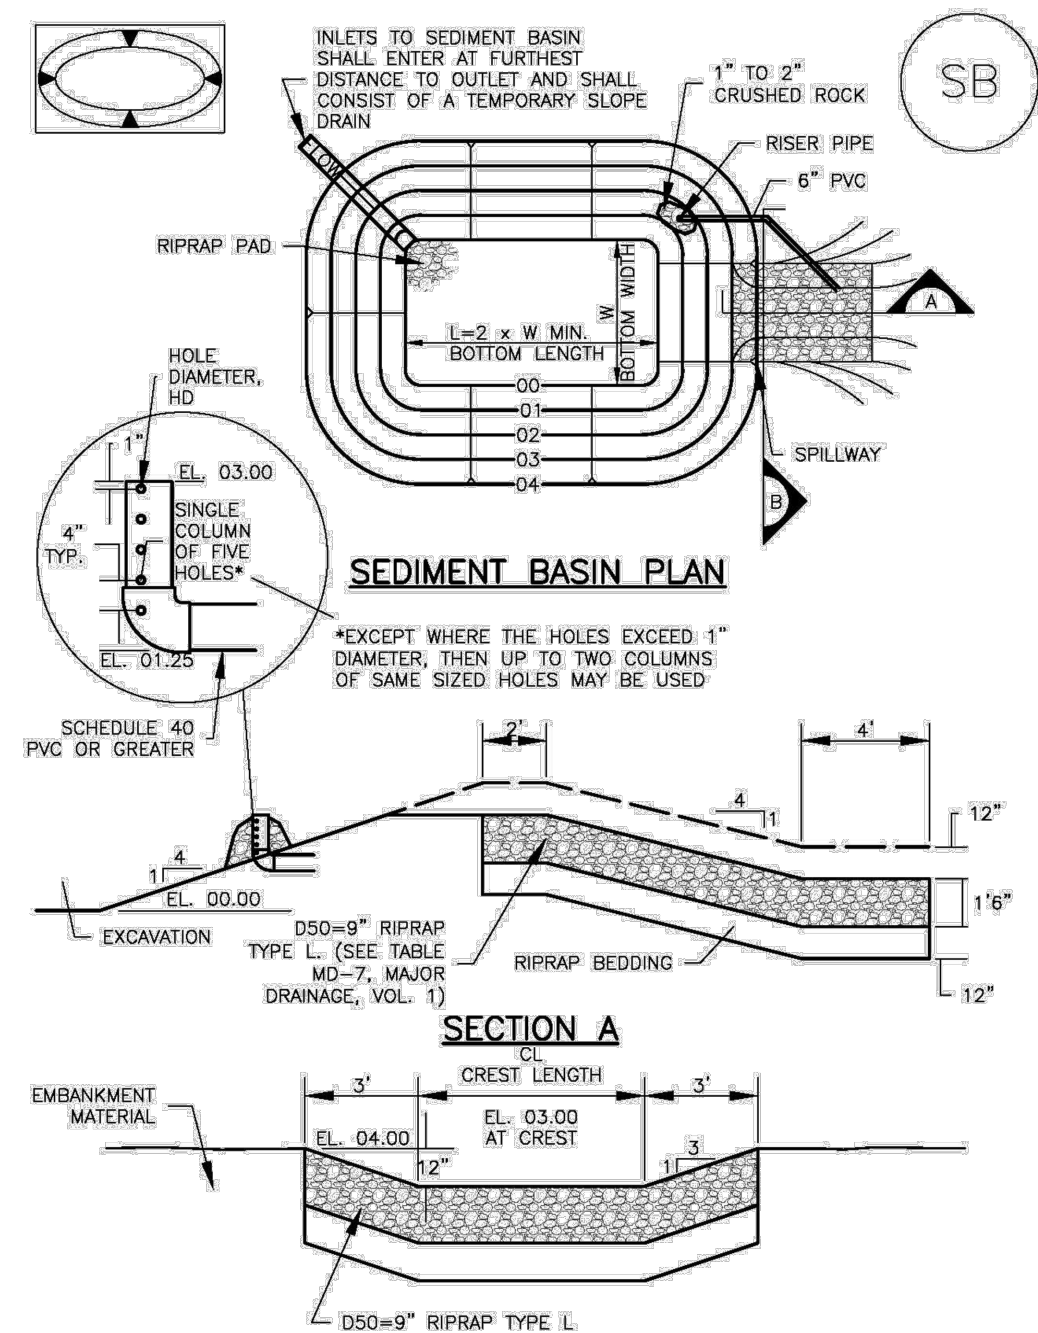 INLETS TO SEDIMENT BASIN
SHALL ENTER AT FURTHEST
DISTANCE TO OUTLET AND SHALL
CONSIST OF A TEMPORARY SLOPE
DRAIN
1" TO 2"
CRUSHED ROCK
SB
RISER PIPE
6" PVC
FLOW
RIPRAP PAD
A
W
BOTTOM WIDTH
L=2 x W MIN.
BOTTOM LENGTH
00
01
02
03
04
SPILLWAY
B
HOLE
DIAMETER,
HD
1"
EL. 03.00
4"
TYP.
SINGLE
COLUMN
OF FIVE
HOLES*
EL. 01.25
SEDIMENT BASIN PLAN
*EXCEPT WHERE THE HOLES EXCEED 1"
DIAMETER, THEN UP TO TWO COLUMNS
OF SAME SIZED HOLES MAY BE USED
SCHEDULE 40
PVC OR GREATER
2'
4'
4
1
12"
4
1
EL. 00.00
1'6"
EXCAVATION
D50=9" RIPRAP
TYPE L. (SEE TABLE
MD-7, MAJOR
DRAINAGE, VOL. 1)
RIPRAP BEDDING
12"
SECTION A
CL
CREST LENGTH
3'
3'
EMBANKMENT
MATERIAL
EL. 04.00
EL. 03.00
AT CREST
12"
3
1
D50=9" RIPRAP TYPE L